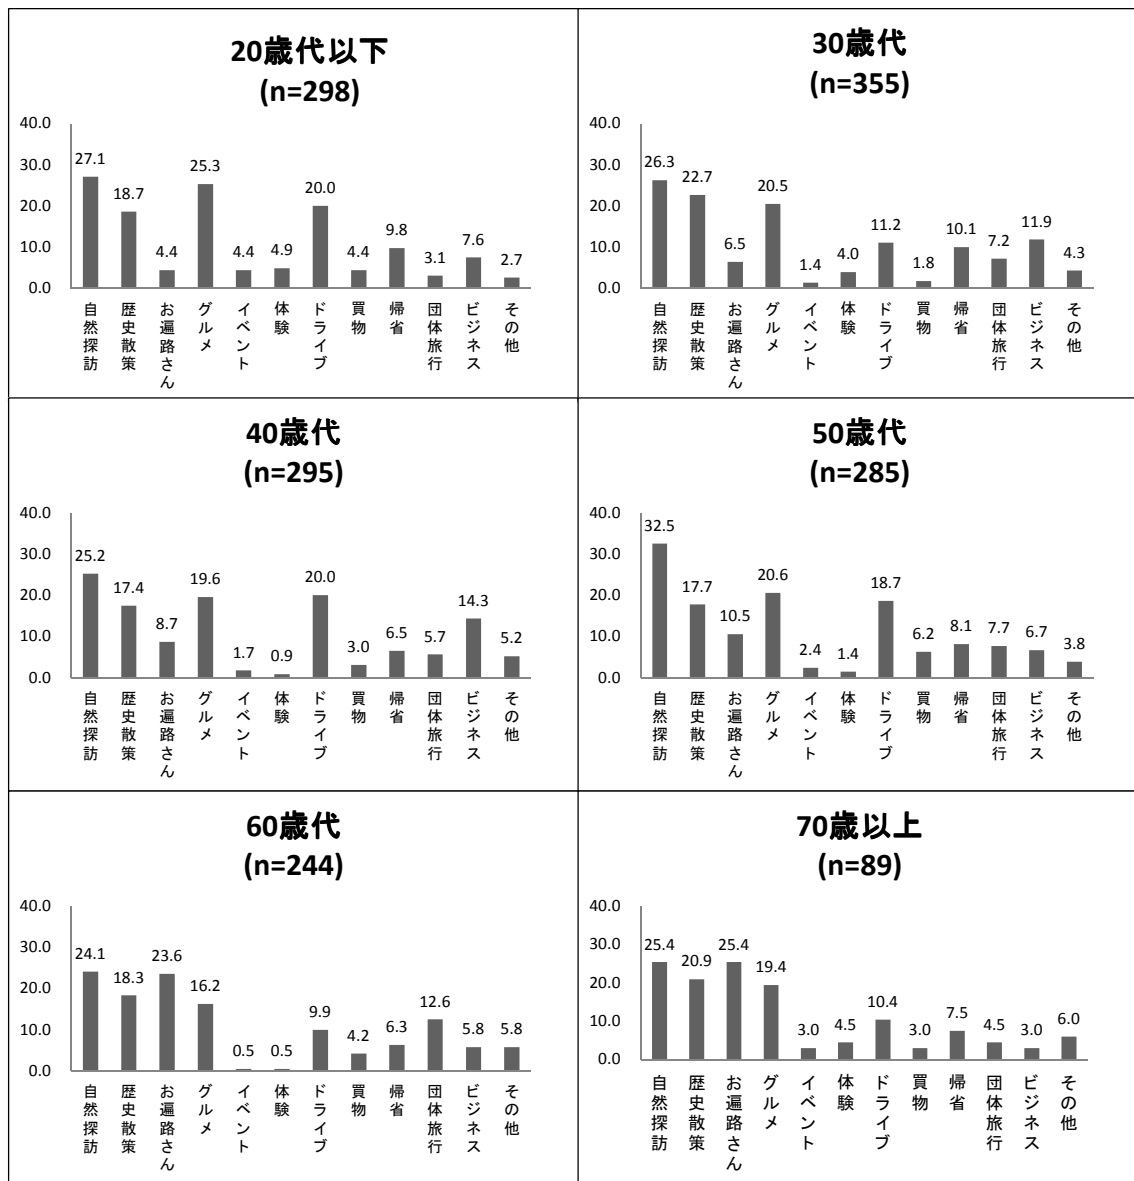 20歳代以下
(n=298)
40.0
30.0
20.0
10.0
0.0
27.1
18.7
4.4
25.3
4.4
4.9
20.0
4.4
9.8
3.1
7.6
2.7
自然探訪
歴史散策
お遍路さん
グルメ
イベント
体験
ドライブ
買物
帰省
団体旅行
ビジネス
その他
30歳代
(n=355)
40.0
30.0
20.0
10.0
0.0
26.3
22.7
6.5
20.5
1.4
4.0
11.2
1.8
10.1
7.2
11.9
4.3
自然探訪
歴史散策
お遍路さん
グルメ
イベント
体験
ドライブ
買物
帰省
団体旅行
ビジネス
その他
40歳代
(n=295)
40.0
30.0
20.0
10.0
0.0
25.2
17.4
8.7
19.6
1.7
0.9
20.0
3.0
6.5
5.7
14.3
5.2
自然探訪
歴史散策
お遍路さん
グルメ
イベント
体験
ドライブ
買物
帰省
団体旅行
ビジネス
その他
50歳代
(n=285)
40.0
30.0
20.0
10.0
0.0
32.5
17.7
10.5
20.6
2.4
1.4
18.7
6.2
8.1
7.7
6.7
3.8
自然探訪
歴史散策
お遍路さん
グルメ
イベント
体験
ドライブ
買物
帰省
団体旅行
ビジネス
その他
60歳代
(n=244)
40.0
30.0
20.0
10.0
0.0
24.1
18.3
23.6
16.2
0.5
0.5
9.9
4.2
6.3
12.6
5.8
5.8
自然探訪
歴史散策
お遍路さん
グルメ
イベント
体験
ドライブ
買物
帰省
団体旅行
ビジネス
その他
70歳以上
(n=89)
40.0
30.0
20.0
10.0
0.0
25.4
20.9
25.4
19.4
3.0
4.5
10.4
3.0
7.5
4.5
3.0
6.0
自然探訪
歴史散策
お遍路さん
グルメ
イベント
体験
ドライブ
買物
帰省
団体旅行
ビジネス
その他